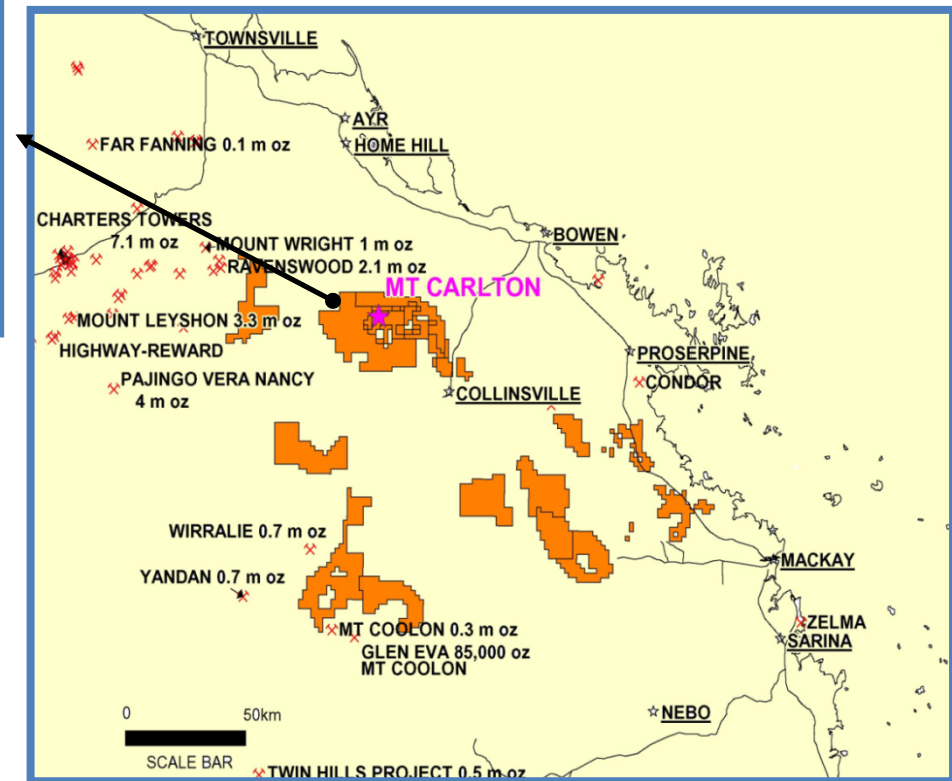 TOWNSVILLE
AYR
FAR FANNING 0.1 m oz
HOME HILL
CHARTERS TOWERS
7.1 m oz
MOUNT WRIGHT 1 m oz
BOWEN
RAVENSWOOD 2.1 m oz
MT CARLTON
MOUNT LEYSHON 3.3 m oz
HIGHWAY-REWARD
PROSERPINE
PAJINGO VERA NANCY
4 m oz
CONDOR
COLLINSVILLE
WIRRALIE 0.7 m oz
MACKAY
YANDAN 0.7 m oz
ZELMA
MT COOLON 0.3 m oz
SARINA
GLEN EVA 85,000 oz
MT COOLON
0 50km
NEBO
SCALE BAR
TWIN HILLS PROJECT 0.5 m oz